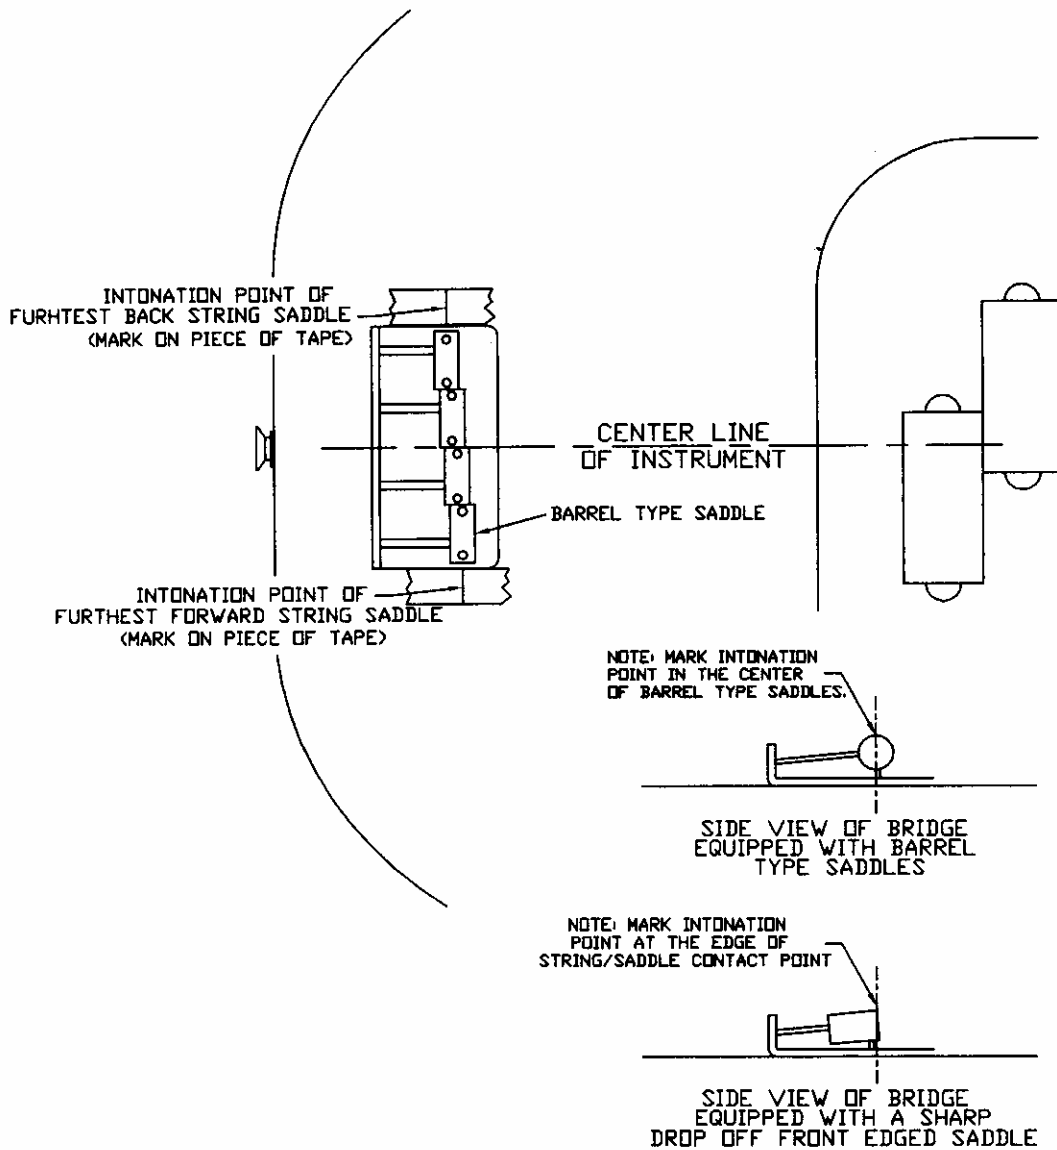 INTONATION POINT OF
FURHTEST BACK STRING SADDLE
(MARK ON PIECE OF TAPE)
CENTER LINE
OF INSTRUMENT
BARREL TYPE SADDLE
INTONATION POINT OF
FURTHEST FORWARD STRING SADDLE
(MARK ON PIECE OF TAPE)
NOTE: MARK INTONATION
POINT IN THE CENTER
OF BARREL TYPE SADDLES.
SIDE VIEW OF BRIDGE
EQUIPPED WITH BARREL
TYPE SADDLES
NOTE: MARK INTONATION
POINT AT THE EDGE OF
STRING/SADDLE CONTACT POINT
SIDE VIEW OF BRIDGE
EQUIPPED WITH A SHARP
DROP OFF FRONT EDGED SADDLE